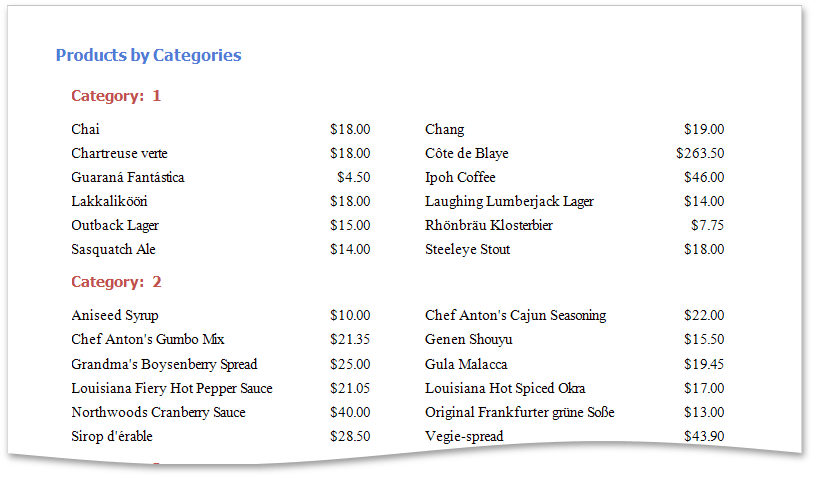 Products by Categories
Category: 1
Chai $18.00 Chang $19.00
Chartreuse verte $18.00 Côte de Blaye $263.50
Guaraná Fantástica $4.50 Ipoh Coffee $46.00
Lakkalikööri $18.00 Laughing Lumberjack Lager $14.00
Outback Lager $15.00 Rhönbräu Klosterbier $7.75
Sasquatch Ale $14.00 Steeleye Stout $18.00
Category: 2
Aniseed Syrup $10.00 Chef Anton's Cajun Seasoning $22.00
Chef Anton's Gumbo Mix $21.35 Genen Shouyu $15.50
Grandma's Boysenberry Spread $25.00 Gula Malacca $19.45
Louisiana Fiery Hot Pepper Sauce $21.05 Louisiana Hot Spiced Okra $17.00
Northwoods Cranberry Sauce $40.00 Original Frankfurter grüne Soße $13.00
Sirop d'érable $28.50 Vegie-spread $43.90